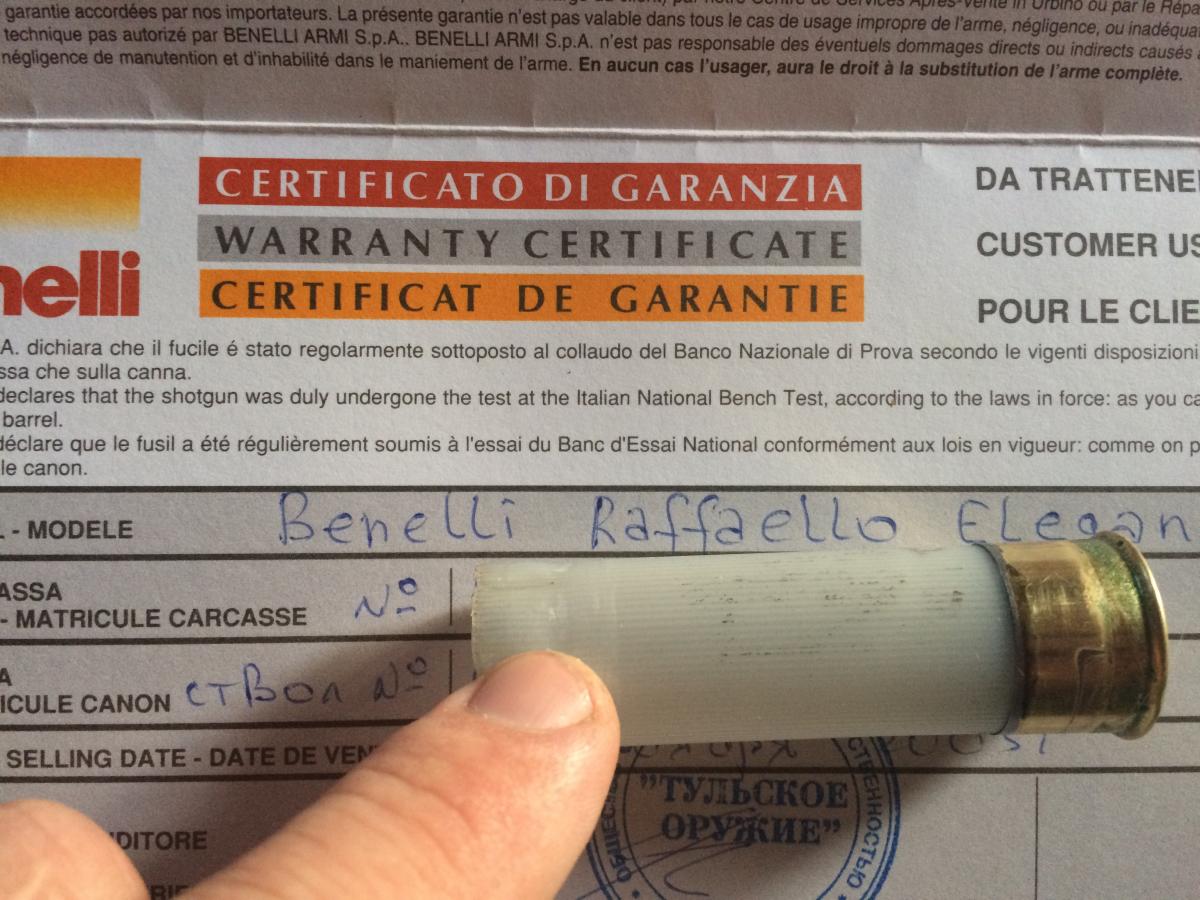 garantie accordées par nos importateurs. La présente garantie n'est pas valable dans tous le cas de usage impropre de l'arme, négligence, ou
technique pas autorizé par BENELLI ARMI S.p.A.. BENELLI ARMI S.p.A. n'est pas responsable des éventuels dommages directs ou indirects causés
négligence de manutention et d'inhabilité dans le maniement de l'arme. En aucun cas l'usager, aura le droit à la substitution de l'arme complète.
nelli
CERTIFICATO DI GARANZIA
WARRANTY CERTIFICATE
CERTIFICAT DE GARANTIE
DA TRATTENE
CUSTOMER US
POUR LE CLIE
A. dichiara che il fucile é stato regolarmente sottoposto al collaudo del Banco Nazionale di Prova secondo le vigenti disposizioni
ssa che sulla canna.
declares that the shotgun was duly undergone the test at the Italian National Bench Test, according to the laws in force: as you ca
barrel.
déclare que le fusil a été régulièrement soumis à l'essai du Banc d'Essai National conformément aux lois en vigueur: comme on p
le canon.
- MODELE Benelli Raffaello Elegan
ASSA
- MATRICULE CARCASSE Nº
A
ICULE CANON ствол Nº
SELLING DATE - DATE DE VEN
"ТУЛЬСКОЕ
ОРУЖИЕ"
DITORE